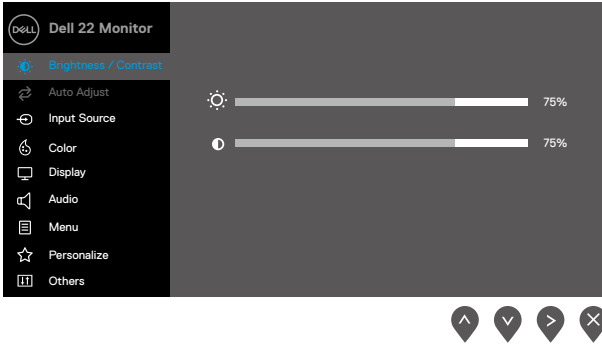 DELL Dell 22 Monitor
Brightness / Contrast
Auto Adjust
75%
Input Source
Color
75%
Display
Audio
Menu
Personalize
Others